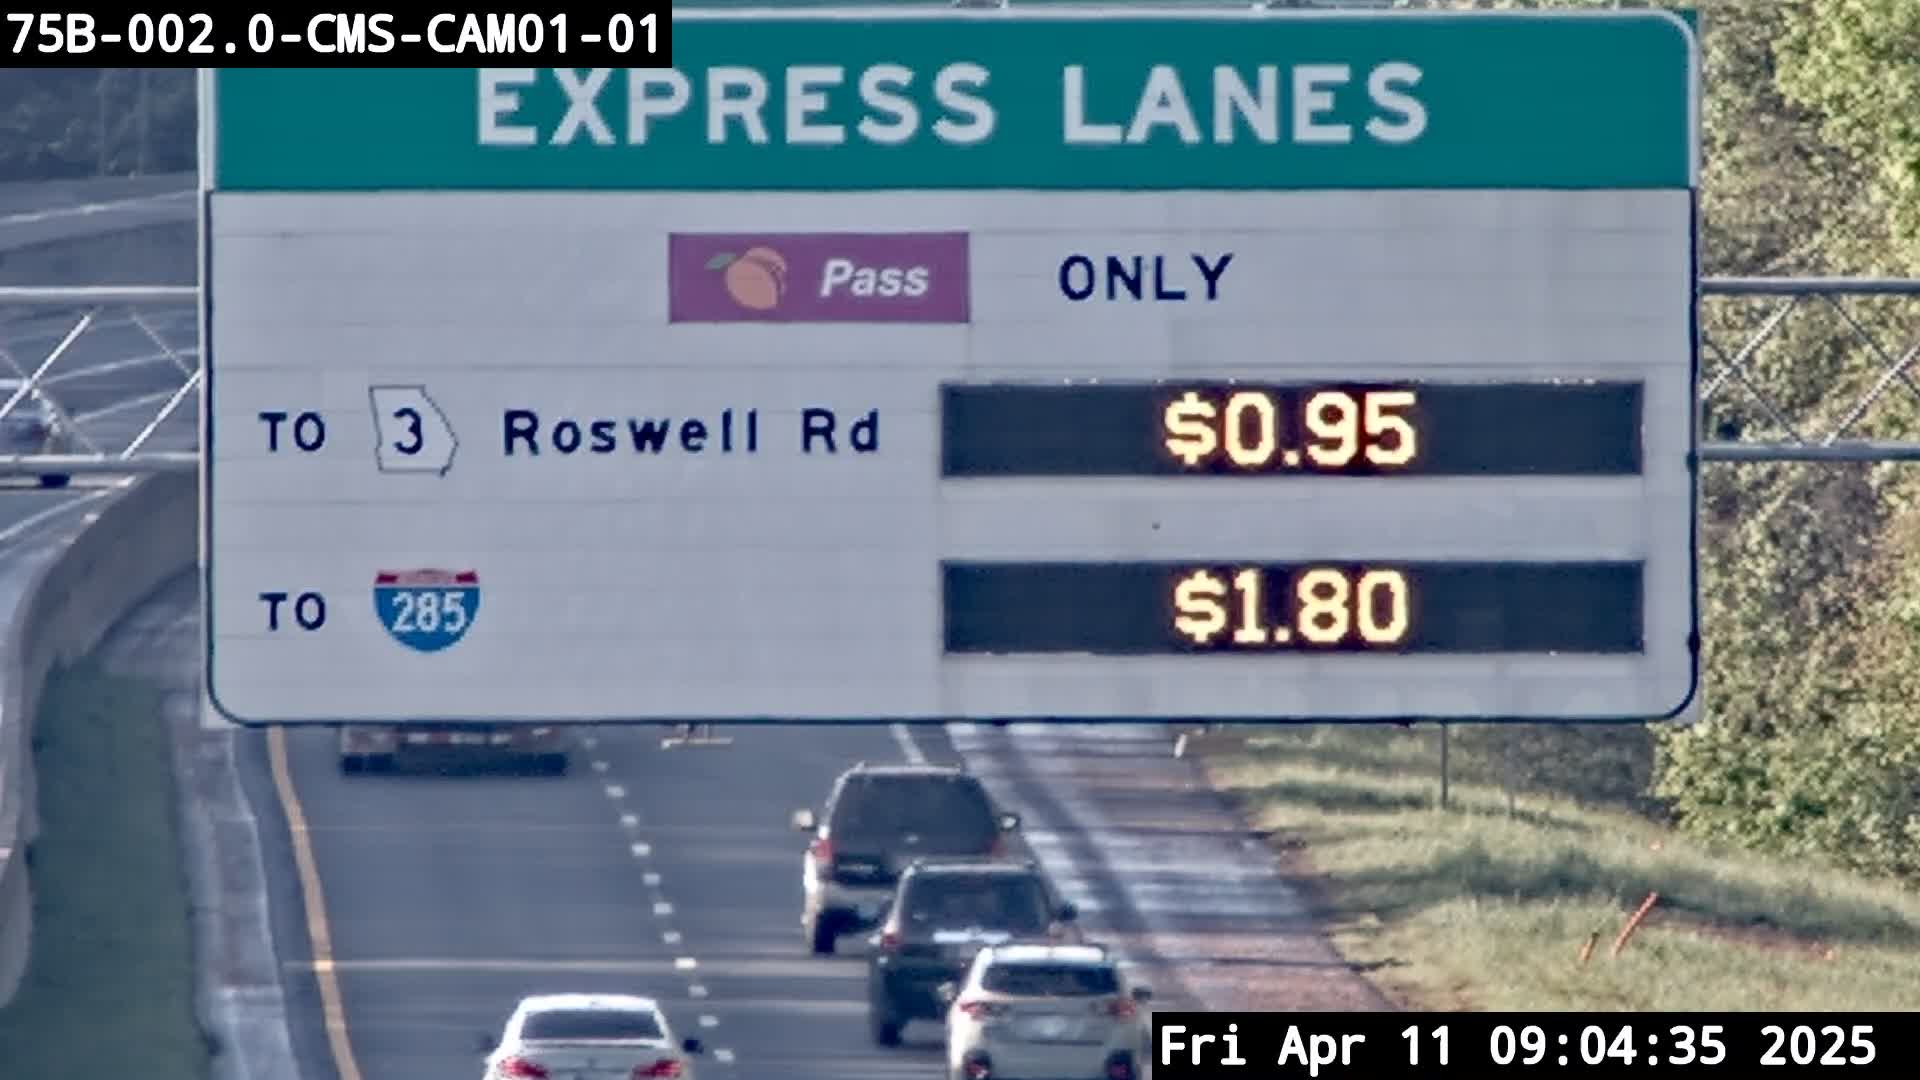 75B-002.0-CMS-CAM01-01
EXPRESS LANES
Pass ONLY
TO 3 Roswell Rd $0.95
TO 285 $1.80
Fri Apr 11 09:04:35 2025